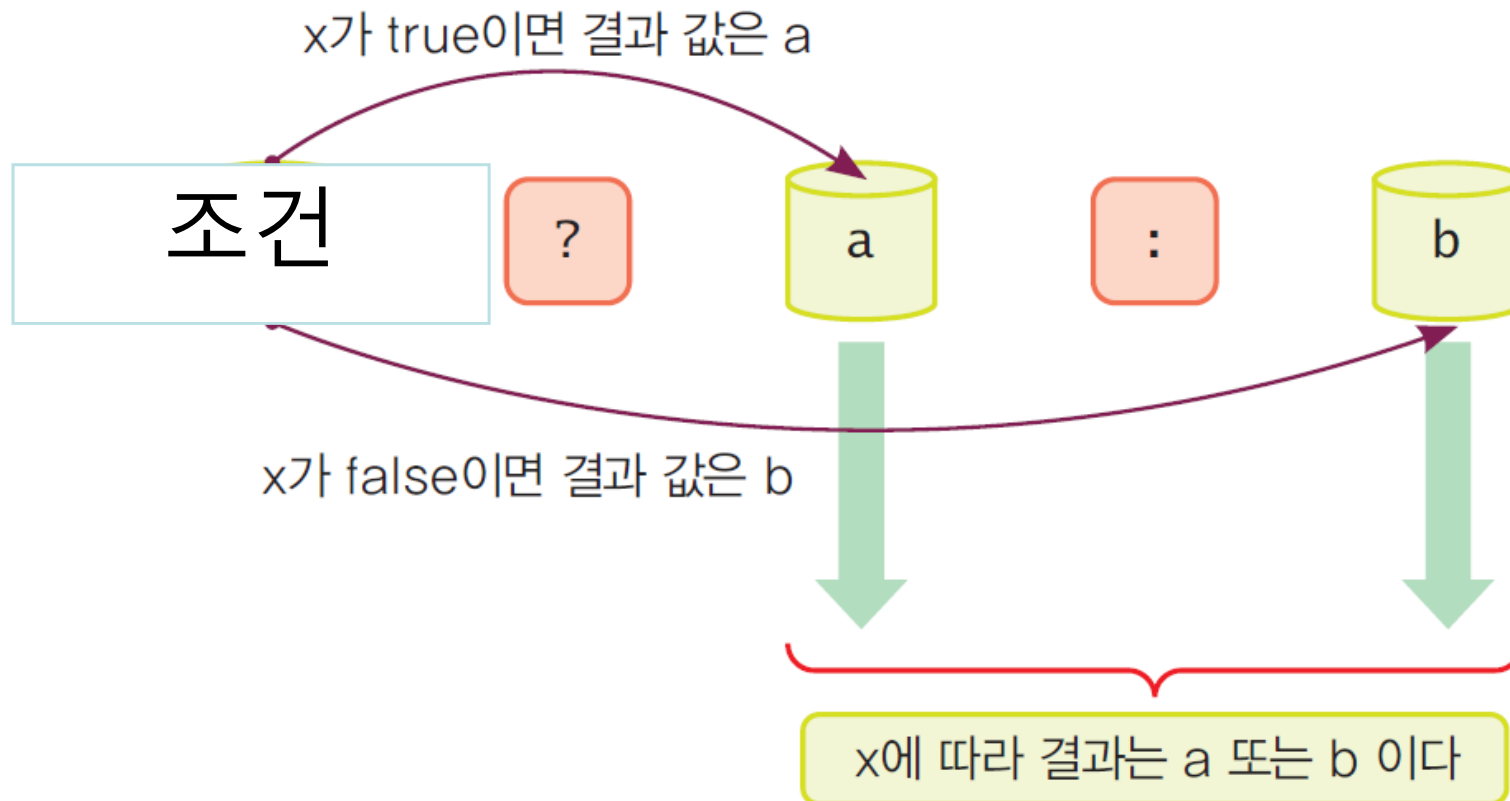 x가 true이면 결과 값은 a
조건 ? a : b
x가 false이면 결과 값은 b
x에 따라 결과는 a 또는 b 이다